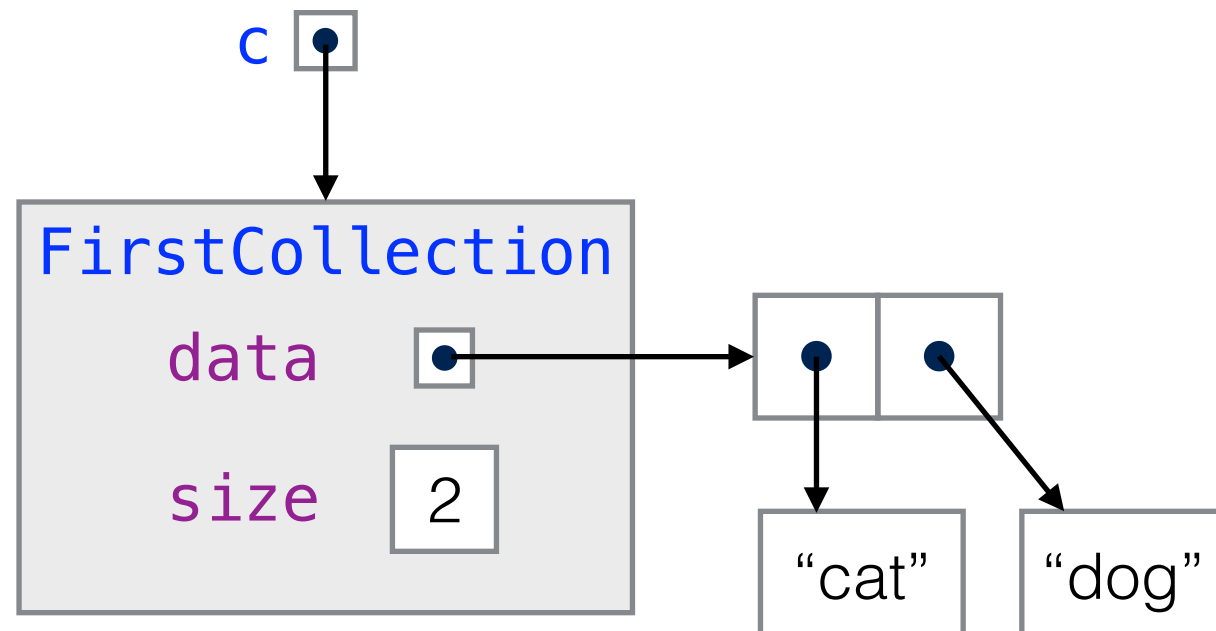 c
FirstCollection
data
size 2
“cat” “dog”